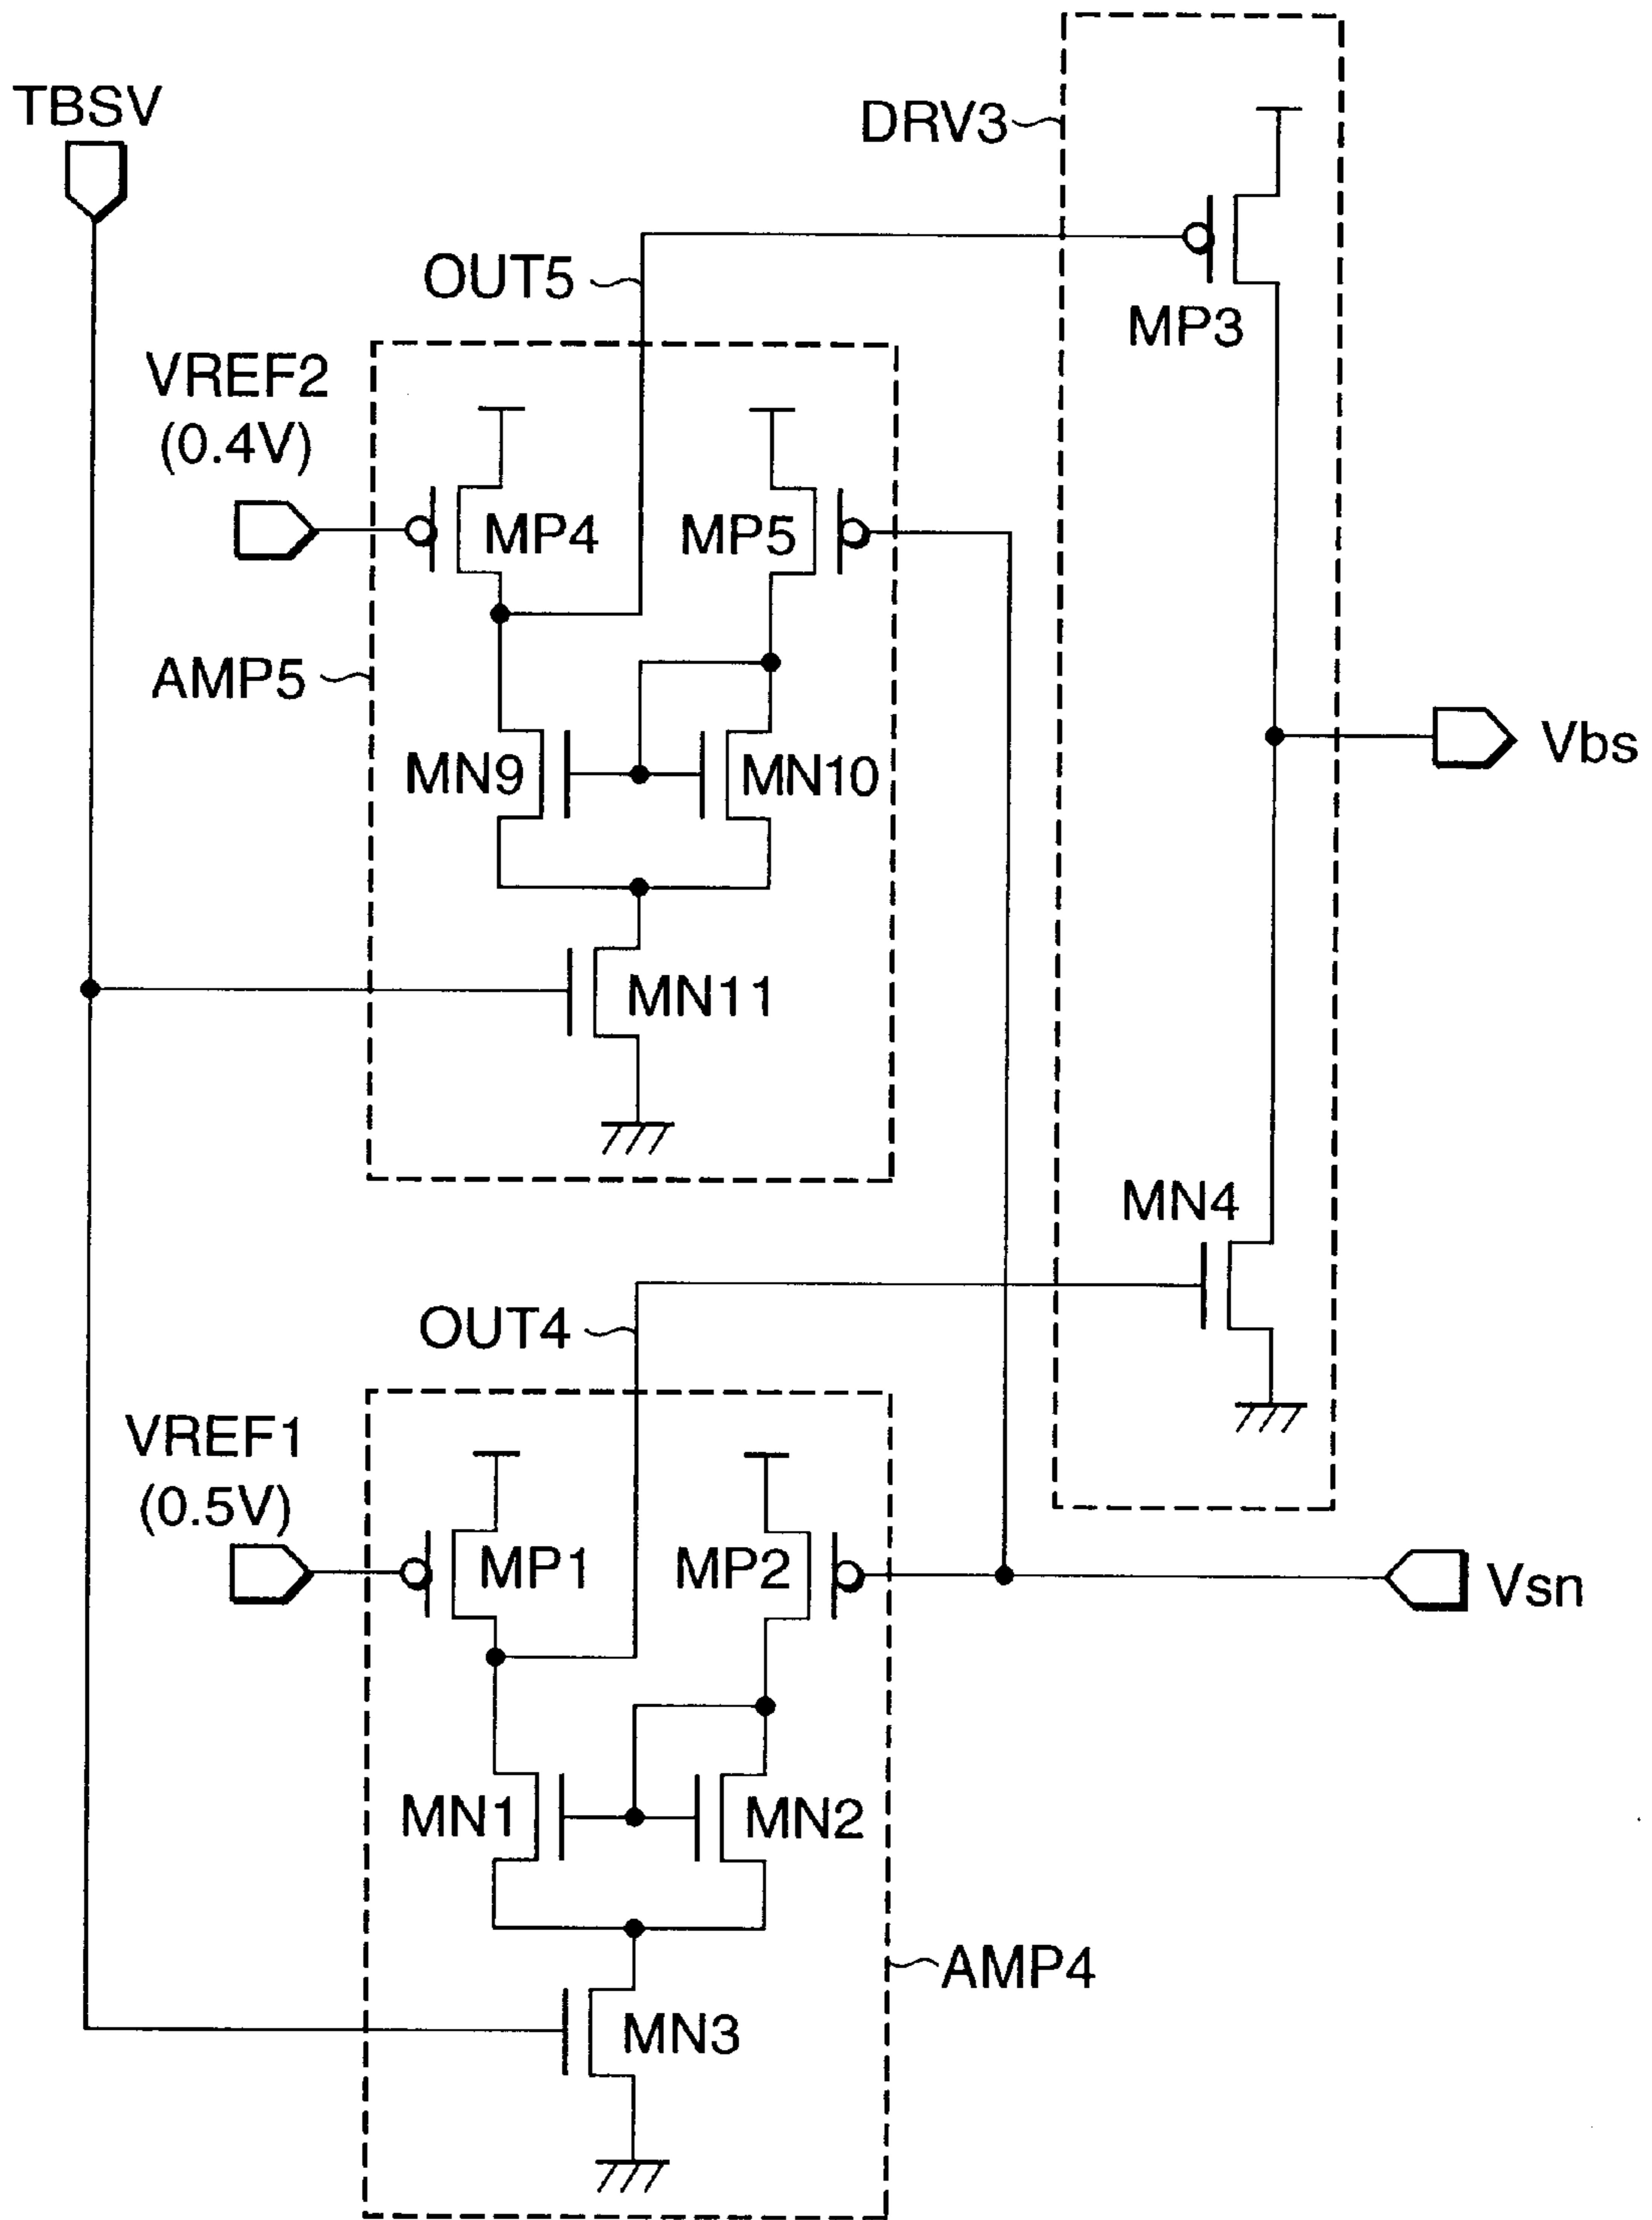 TBSV
DRV3
MP3
OUT5
VREF2
(0.4V)
MP4
MP5
AMP5
Vbs
MN9
MN10
MN11
MN4
OUT4
VREF1
(0.5V)
MP1
MP2
Vsn
MN1
MN2
AMP4
MN3